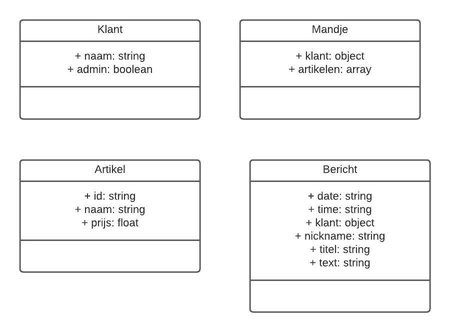 Klant
+ naam: string
+ admin: boolean
Mandje
+ klant: object
+ artikelen: array
Artikel
+ id: string
+ naam: string
+ prijs: float
Bericht
+ date: string
+ time: string
+ klant: object
+ nickname: string
+ titel: string
+ text: string